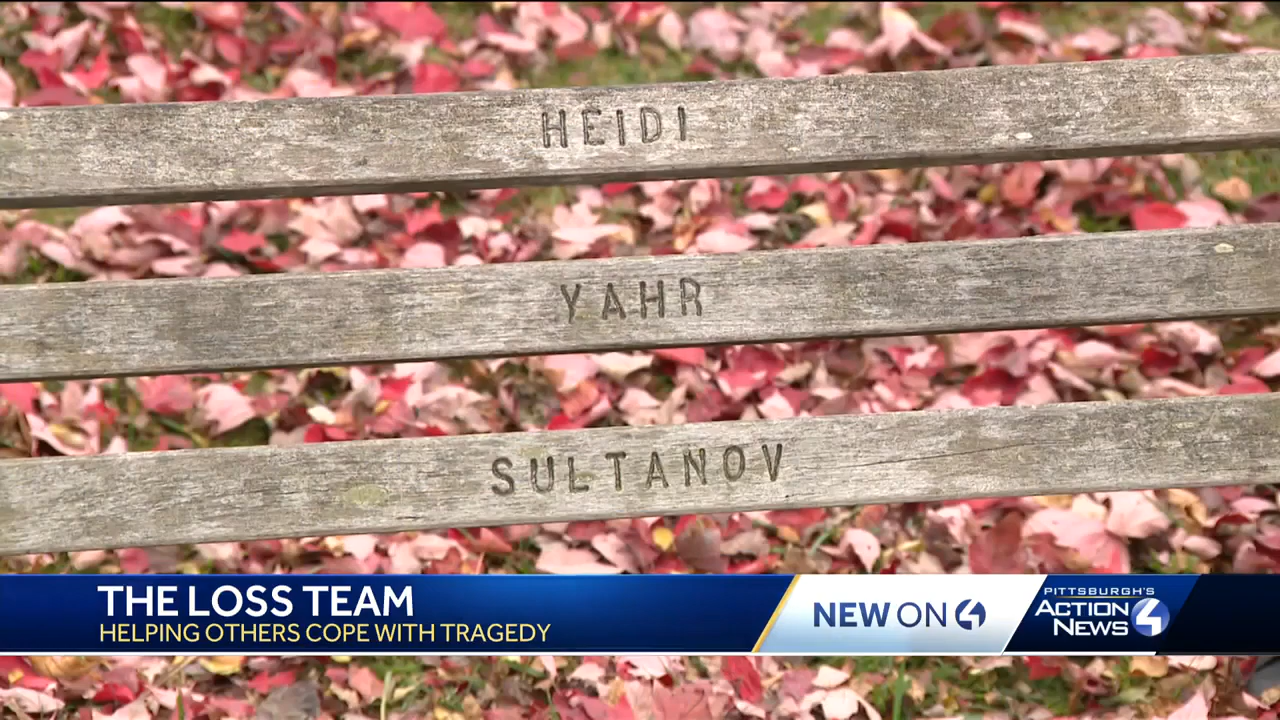 HEIDI
YAHR
SULTANOV
THE LOSS TEAM
HELPING OTHERS COPE WITH TRAGEDY
NEW ON 4
PITTSBURGH'S
ACTION
NEWS 4